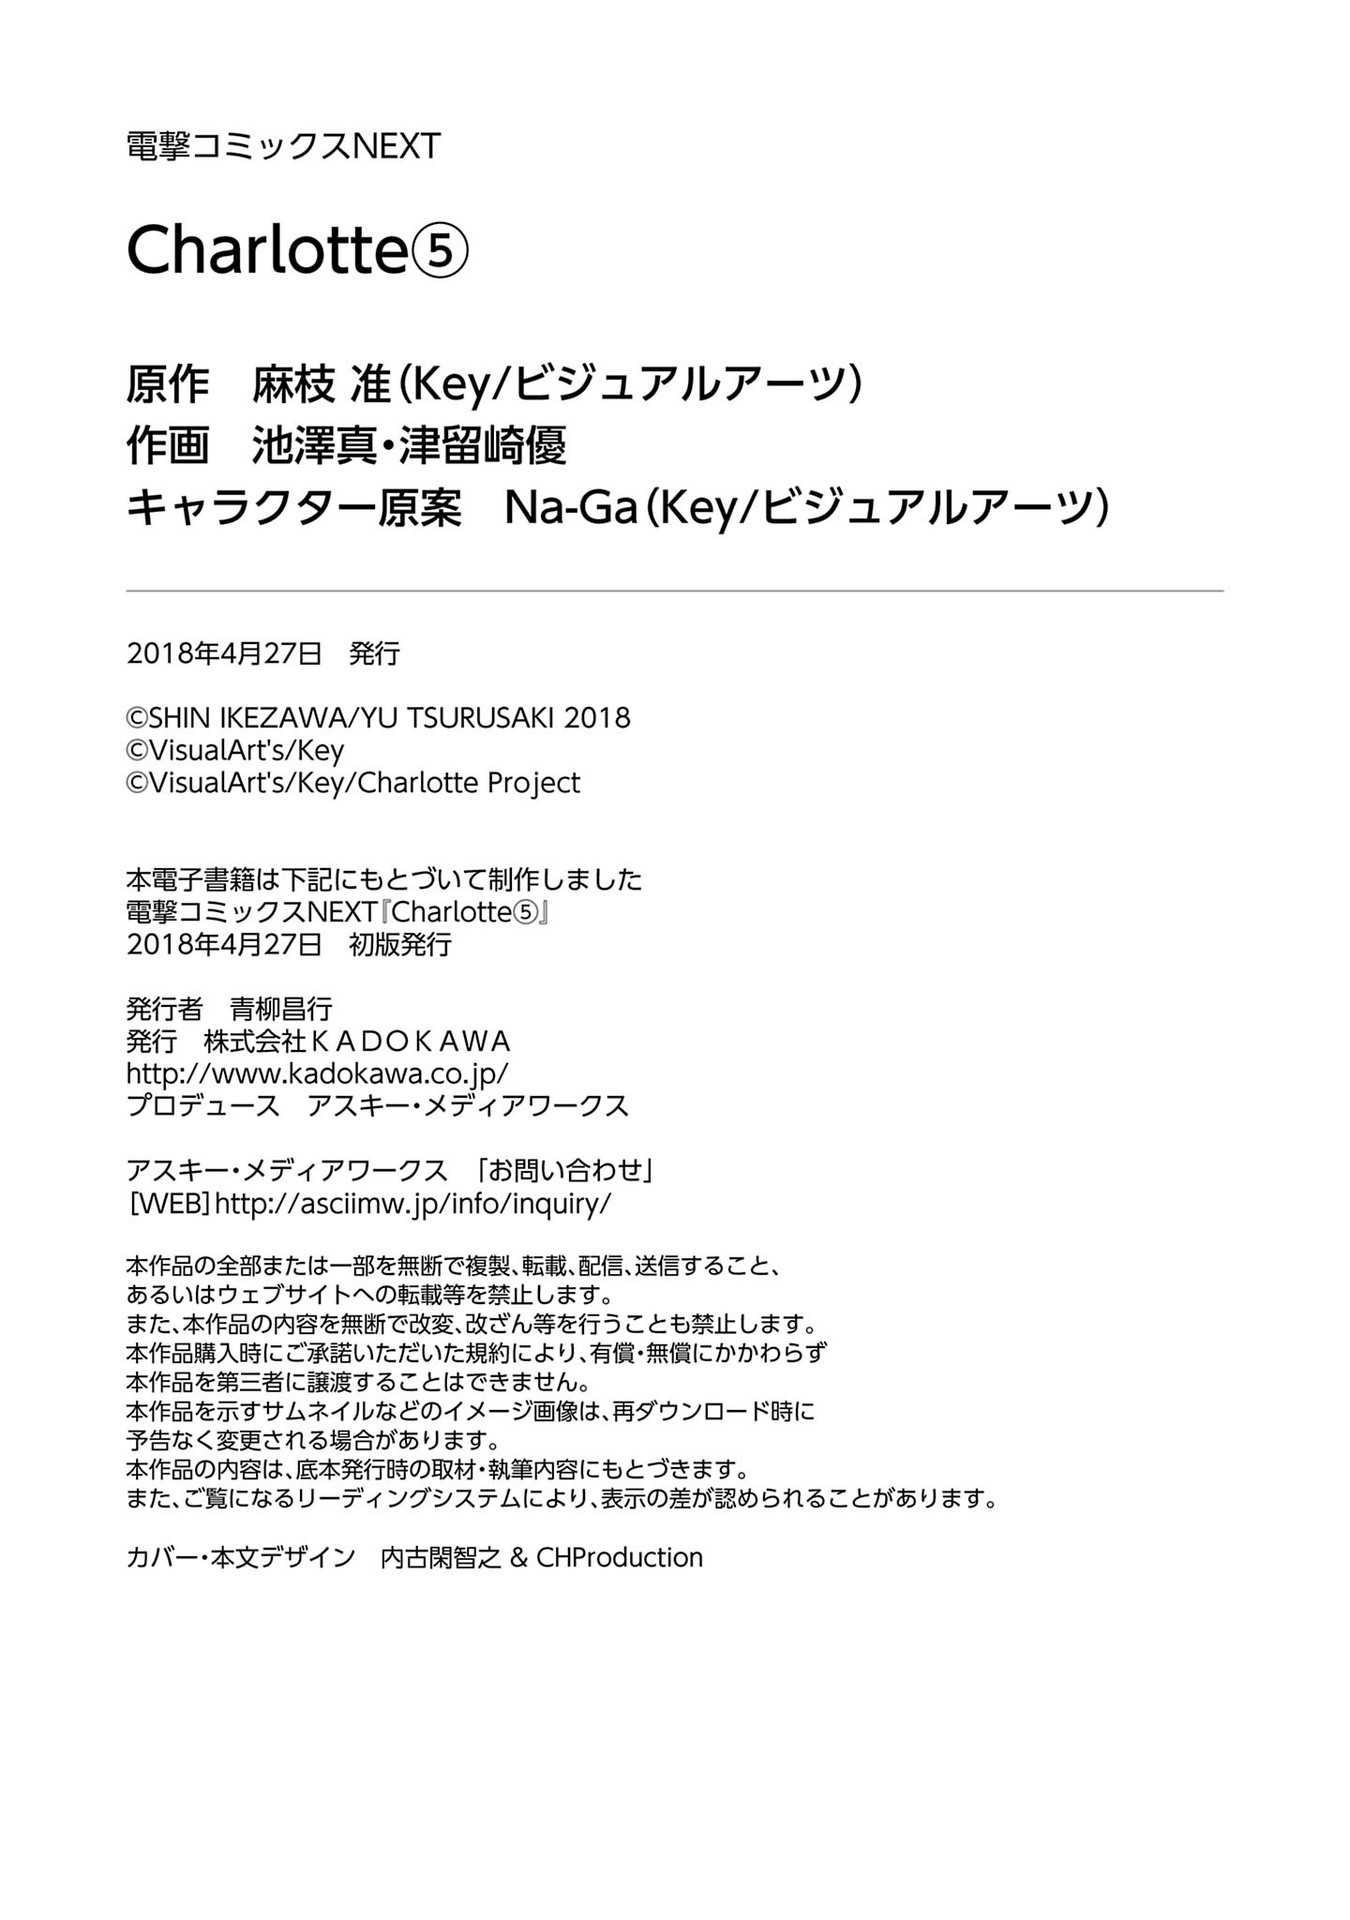 電撃コミックスNEXT
Charlotte⑤
原作　麻枝 准（Key/ビジュアルアーツ）
作画　池澤真・津留崎優
キャラクター原案　Na-Ga（Key/ビジュアルアーツ）
2018年4月27日　発行
©SHIN IKEZAWA/YU TSURUSAKI 2018
©VisualArt's/Key
©VisualArt's/Key/Charlotte Project
本電子書籍は下記にもとづいて制作しました
電撃コミックスNEXT『Charlotte⑤』
2018年4月27日　初版発行
発行者　青柳昌行
発行　株式会社ＫＡＤＯＫＡＷＡ
http://www.kadokawa.co.jp/
プロデュース　アスキー・メディアワークス
アスキー・メディアワークス　「お問い合わせ」
［WEB］http://asciimw.jp/info/inquiry/
本作品の全部または一部を無断で複製、転載、配信、送信すること、
あるいはウェブサイトへの転載等を禁止します。
また、本作品の内容を無断で改変、改ざん等を行うことも禁止します。
本作品購入時にご承諾いただいた規約により、有償・無償にかかわらず
本作品を第三者に譲渡することはできません。
本作品を示すサムネイルなどのイメージ画像は、再ダウンロード時に
予告なく変更される場合があります。
本作品の内容は、底本発行時の取材・執筆内容にもとづきます。
また、ご覧になるリーディングシステムにより、表示の差が認められることがあります。
カバー・本文デザイン　内古閑智之 & CHProduction